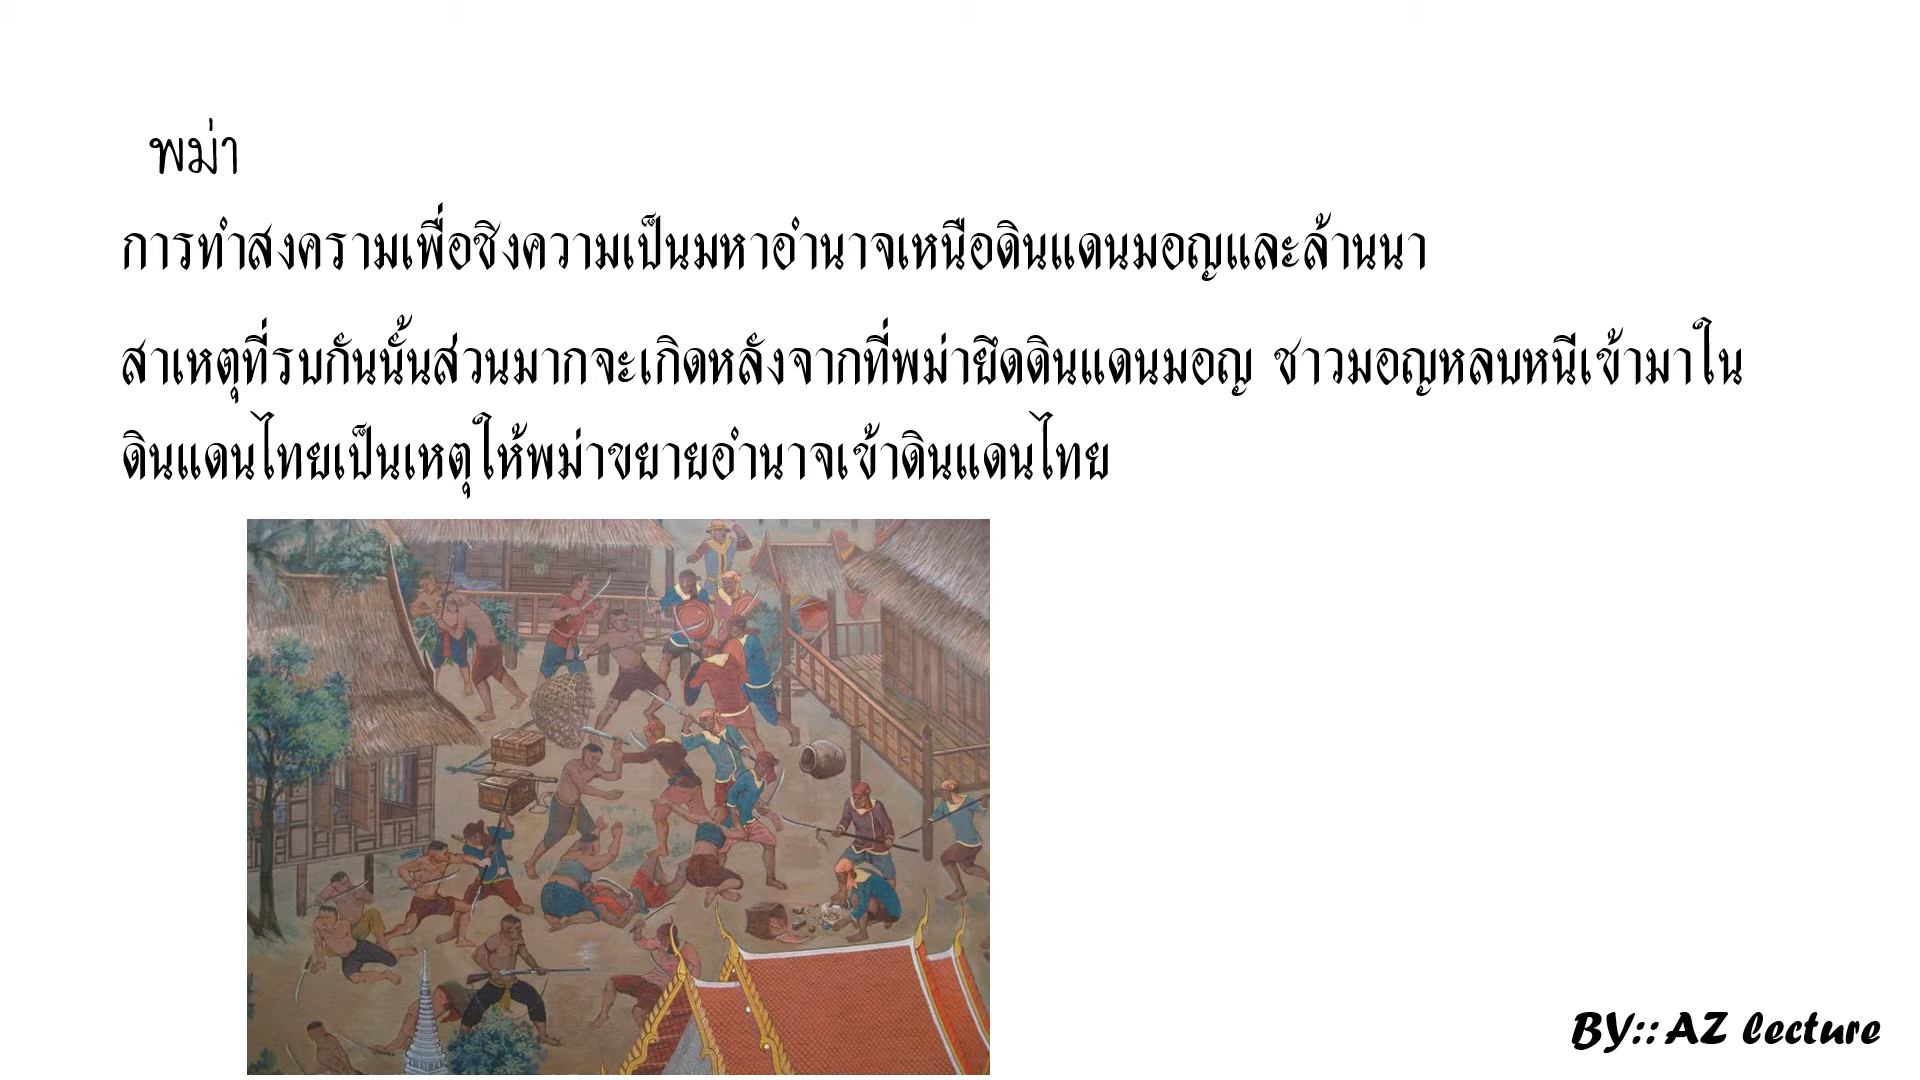 พม่า
การทำสงครามเพื่อชิงความเป็นมหาอำนาจเหนือดินแดนมอญและล้านนา
สาเหตุที่รบกันนั้นส่วนมากจะเกิดหลังจากที่พม่ายึดดินแดนมอญ ชาวมอญหลบหนีเข้ามาใน
ดินแดนไทยเป็นเหตุให้พม่าขยายอำนาจเข้าดินแดนไทย
BY:: AZ lecture